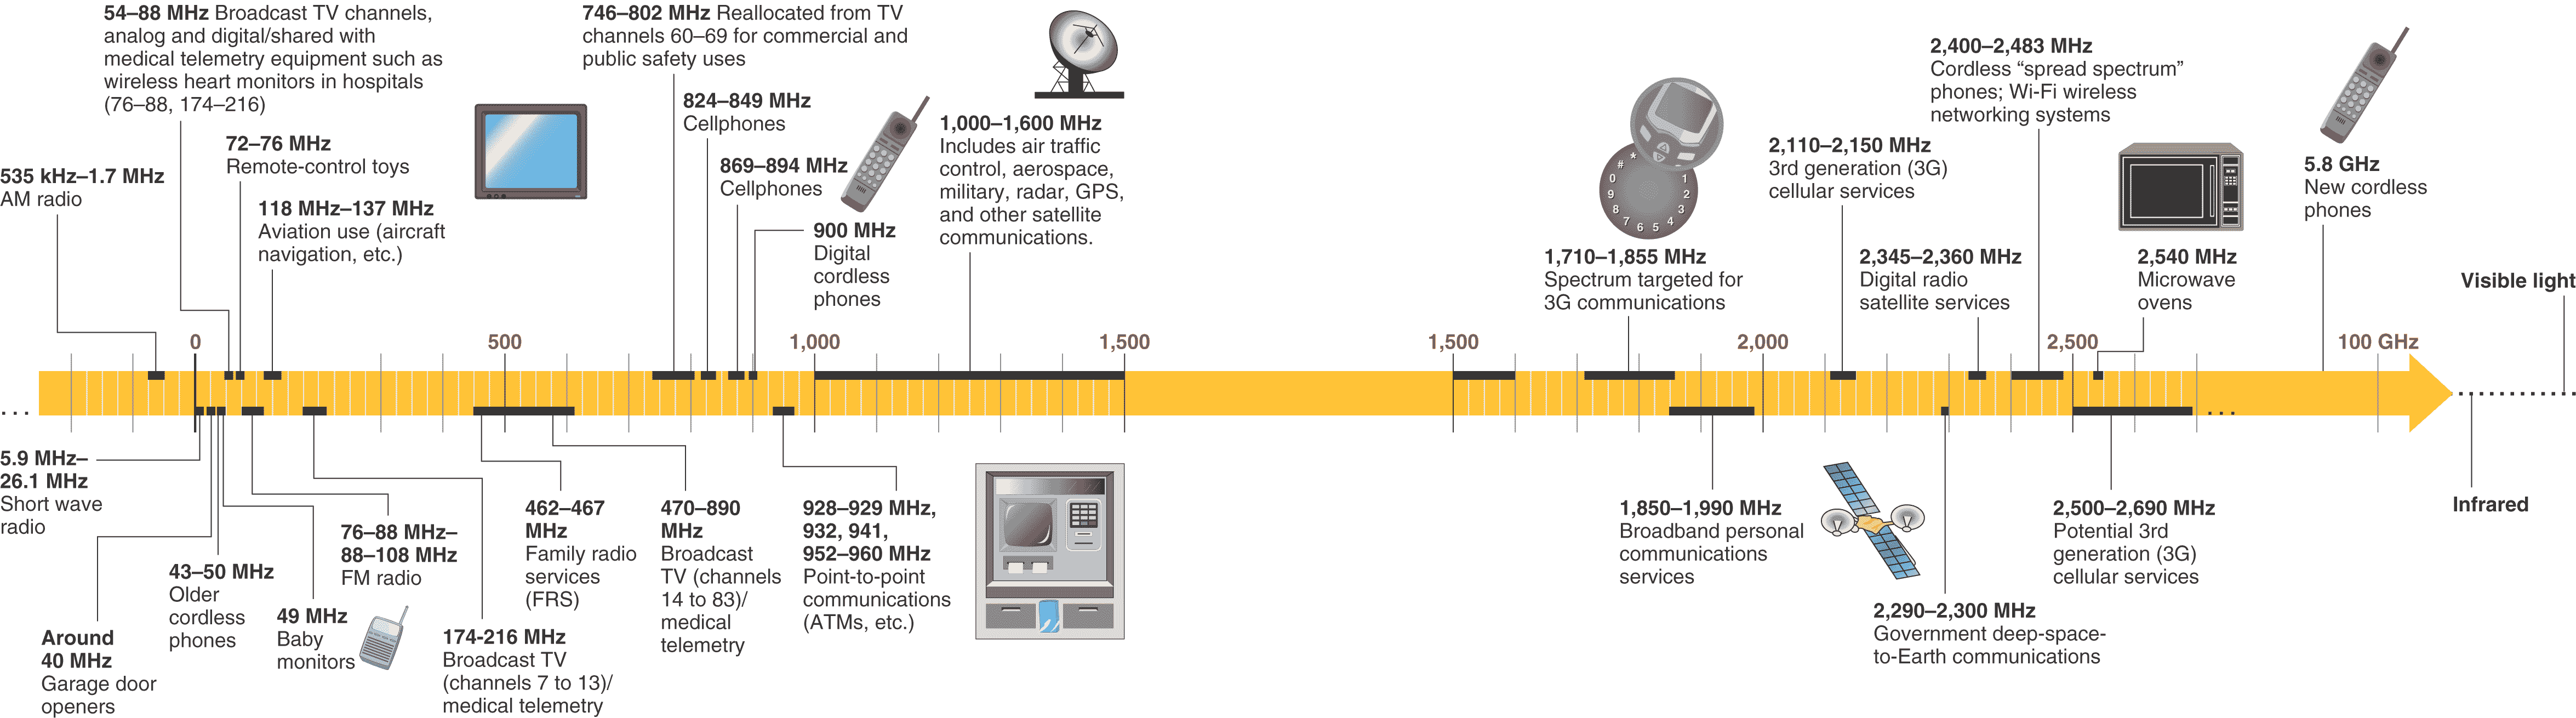 54–88 MHz Broadcast TV channels,
analog and digital/shared with
medical telemetry equipment such as
wireless heart monitors in hospitals
(76–88, 174–216)
746–802 MHz Reallocated from TV
channels 60–69 for commercial and
public safety uses
2,400–2,483 MHz
Cordless “spread spectrum”
phones; Wi-Fi wireless
networking systems
824–849 MHz
Cellphones
1,000–1,600 MHz
Includes air traffic
control, aerospace,
military, radar, GPS,
and other satellite
communications.
72–76 MHz
Remote-control toys
2,110–2,150 MHz
3rd generation (3G)
cellular services
869–894 MHz
Cellphones
5.8 GHz
New cordless
phones
535 kHz–1.7 MHz
AM radio
118 MHz–137 MHz
Aviation use (aircraft
navigation, etc.)
900 MHz
Digital
cordless
phones
*
#
0
9
8
7
6
5
4
3
2
1
1,710–1,855 MHz
Spectrum targeted for
3G communications
2,345–2,360 MHz
Digital radio
satellite services
2,540 MHz
Microwave
ovens
Visible light
0
500
1,000
1,500
1,500
2,000
2,500
100 GHz
...
...
5.9 MHz–
26.1 MHz
Short wave
radio
Infrared
462–467
MHz
Family radio
services
(FRS)
470–890
MHz
Broadcast
TV (channels
14 to 83)/
medical
telemetry
928–929 MHz,
932, 941,
952–960 MHz
Point-to-point
communications
(ATMs, etc.)
1,850–1,990 MHz
Broadband personal
communications
services
2,500–2,690 MHz
Potential 3rd
generation (3G)
cellular services
76–88 MHz–
88–108 MHz
FM radio
43–50 MHz
Older
cordless
phones
49 MHz
Baby
monitors
2,290–2,300 MHz
Government deep-space-
to-Earth communications
Around
40 MHz
Garage door
openers
174-216 MHz
Broadcast TV
(channels 7 to 13)/
medical telemetry